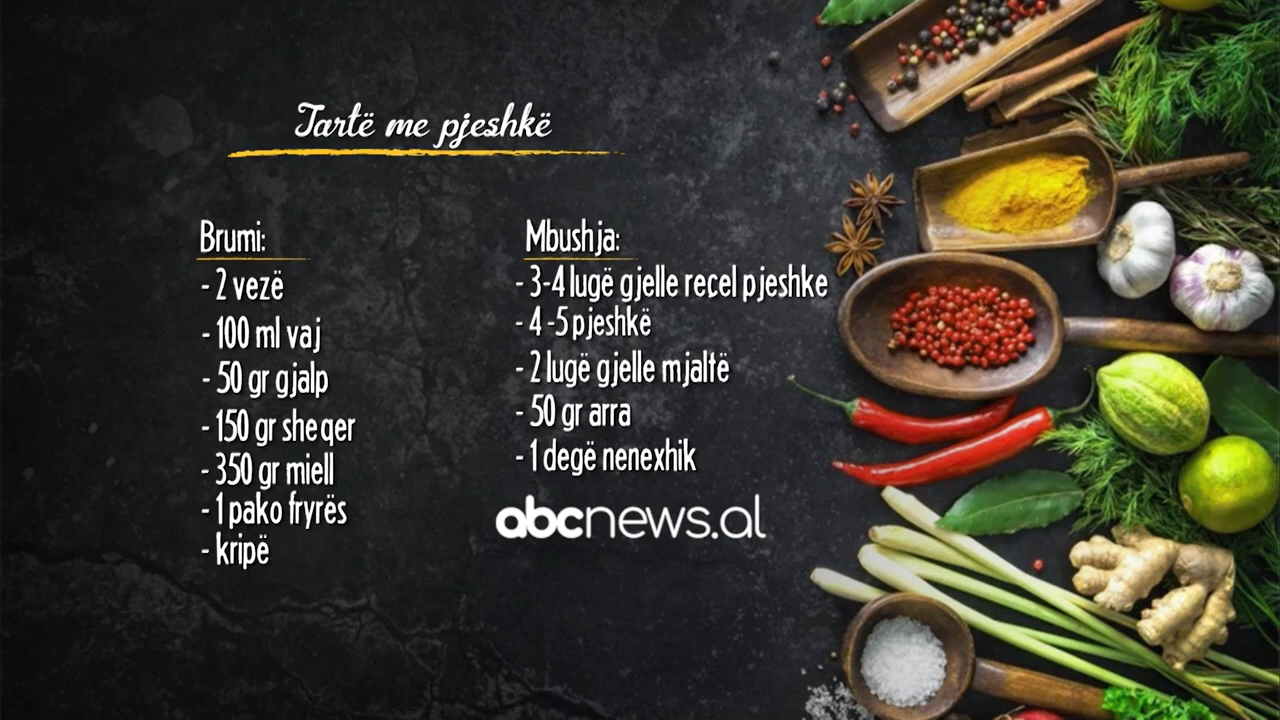 Tartë me pjeshkë
Brumi:
- 2 vezë
- 100 ml vaj
- 50 gr gjalp
- 150 gr sheqer
- 350 gr miell
- 1 pako fryrës
- kripë
Mbushja:
- 3-4 lugë gjelle reçel pjeshke
- 4 -5 pjeshkë
- 2 lugë gjelle mjaltë
- 50 gr arra
- 1 degë nenexhik
abcnews.al